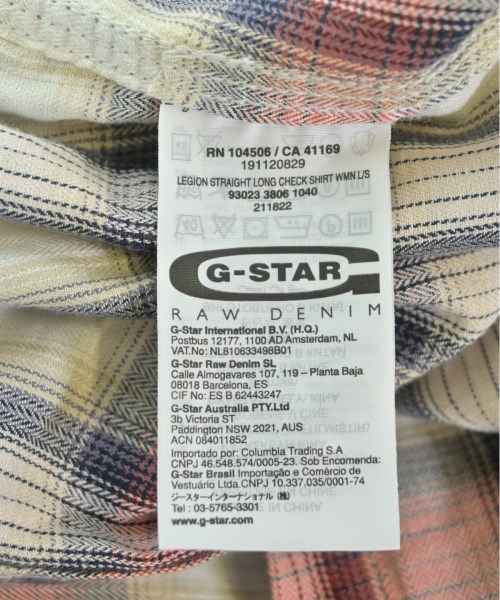 RN 104506 / CA 41169
191120829
LEGION STRAIGHT LONG CHECK SHIRT WMN L/S
93023 3806 1040
211822
G-STAR
RAW DENIM
G-Star International B.V. (H.Q.)
Postbus 12177, 1100 AD Amsterdam, NL
VAT.No: NL810633498B01
G-Star Raw Denim SL
Calle Almogavares 107, 119 – Planta Baja
08018 Barcelona, ES
CIF No: ES B 62443247
G-Star Australia PTY.Ltd
3b Victoria ST
Paddington NSW 2021, AUS
ACN 084011852
Importado por: Columbia Trading S.A
CNPJ 46.548.574/0005-23. Sob Encomenda:
G-Star Brasil Importação e Comércio de
Vestuário Ltda.CNPJ 10.337.035/0001-74
ジースターインターナショナル (株)
Tel : 03-5765-3301
www.g-star.com